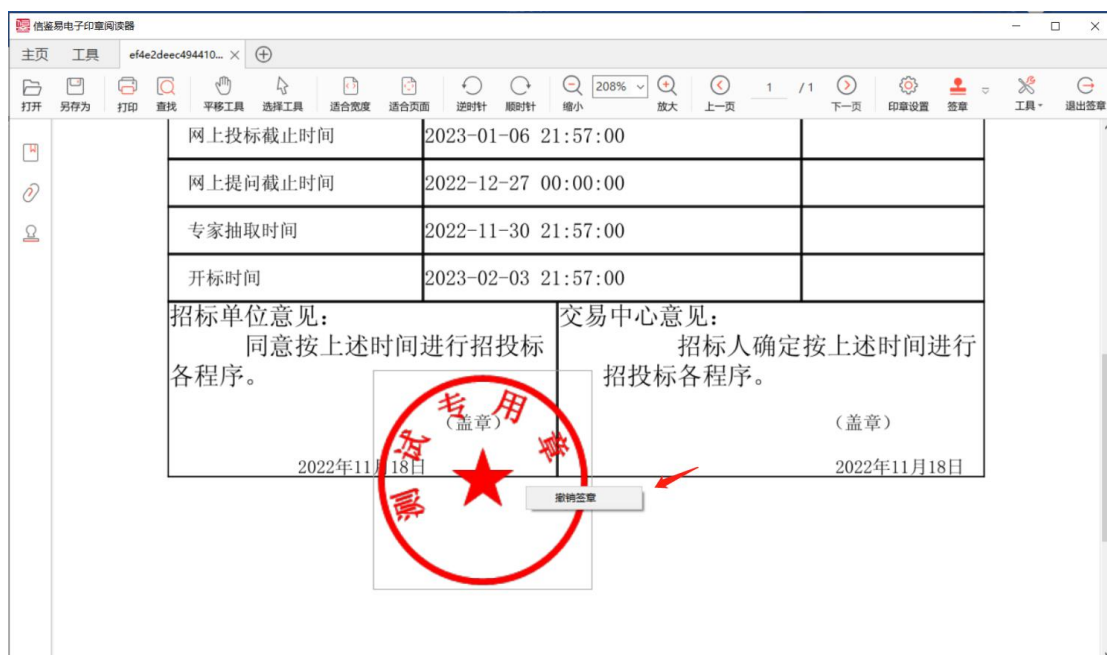 信鉴易电子印章阅读器
主页 工具 ef4e2deec494410...
打开 另存为 打印 查找 平移工具 选择工具 适合宽度 适合页面 逆时针 顺时针 缩小 208% 放大 上一页 1 / 1 下一页 印章设置 签章 工具 退出签章
网上投标截止时间 2023-01-06 21:57:00
网上提问截止时间 2022-12-27 00:00:00
专家抽取时间 2022-11-30 21:57:00
开标时间 2023-02-03 21:57:00
招标单位意见：
同意按上述时间进行招投标
各程序。
（盖章）
2022年11月18日
测试专用章
撤销签章
交易中心意见：
招标人确定按上述时间进行
招投标各程序。
（盖章）
2022年11月18日